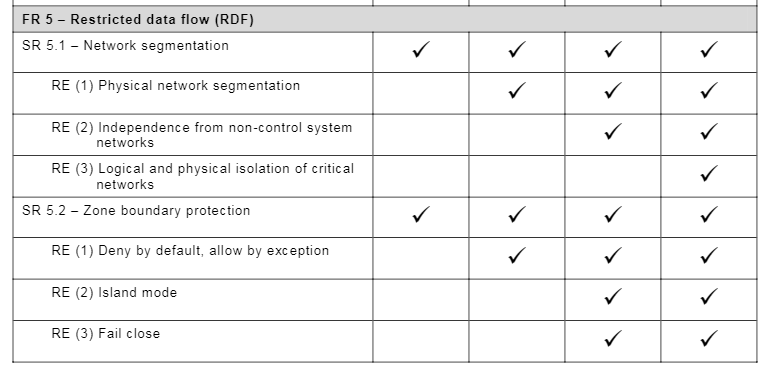 FR 5 – Restricted data flow (RDF)
SR 5.1 – Network segmentation ✓ ✓ ✓ ✓
RE (1) Physical network segmentation ✓ ✓ ✓
RE (2) Independence from non-control system
networks ✓ ✓
RE (3) Logical and physical isolation of critical
networks ✓
SR 5.2 – Zone boundary protection ✓ ✓ ✓ ✓
RE (1) Deny by default, allow by exception ✓ ✓ ✓
RE (2) Island mode ✓ ✓
RE (3) Fail close ✓ ✓